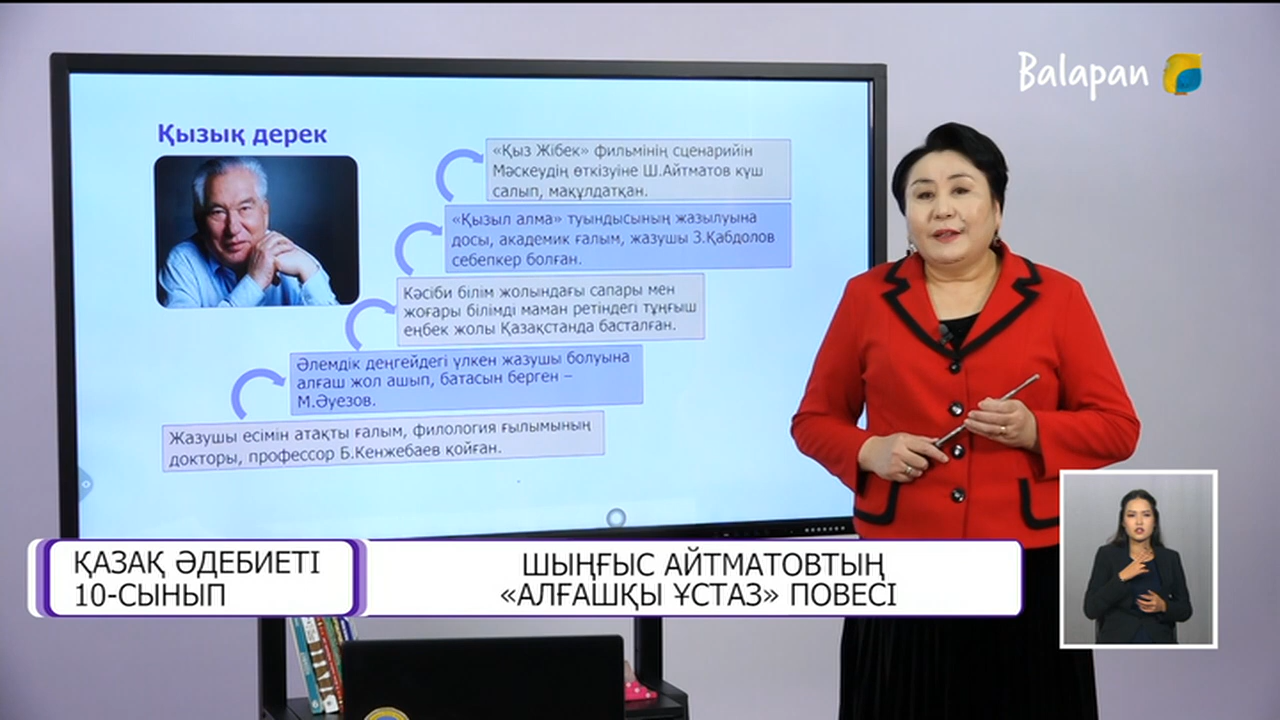 Balapan
Қызық дерек
«Қыз Жібек» фильмінің сценарийін
Мәскеудің өткізуіне Ш.Айтматов күш
салып, мақұлдатқан.
«Қызыл алма» туындысының жазылуына
досы, академик ғалым, жазушы З.Қабдолов
себепкер болған.
Кәсіби білім жолындағы сапары мен
жоғары білімді маман ретіндегі тұңғыш
еңбек жолы Қазақстанда басталған.
Әлемдік деңгейдегі үлкен жазушы болуына
алғаш жол ашып, батасын берген –
М.Әуезов.
Жазушы есімін атақты ғалым, филология ғылымының
докторы, профессор Б.Кенжебаев қойған.
ҚАЗАҚ ӘДЕБИЕТІ
10-СЫНЫП
ШЫҢҒЫС АЙТМАТОВТЫҢ
«АЛҒАШҚЫ ҰСТАЗ» ПОВЕСІ